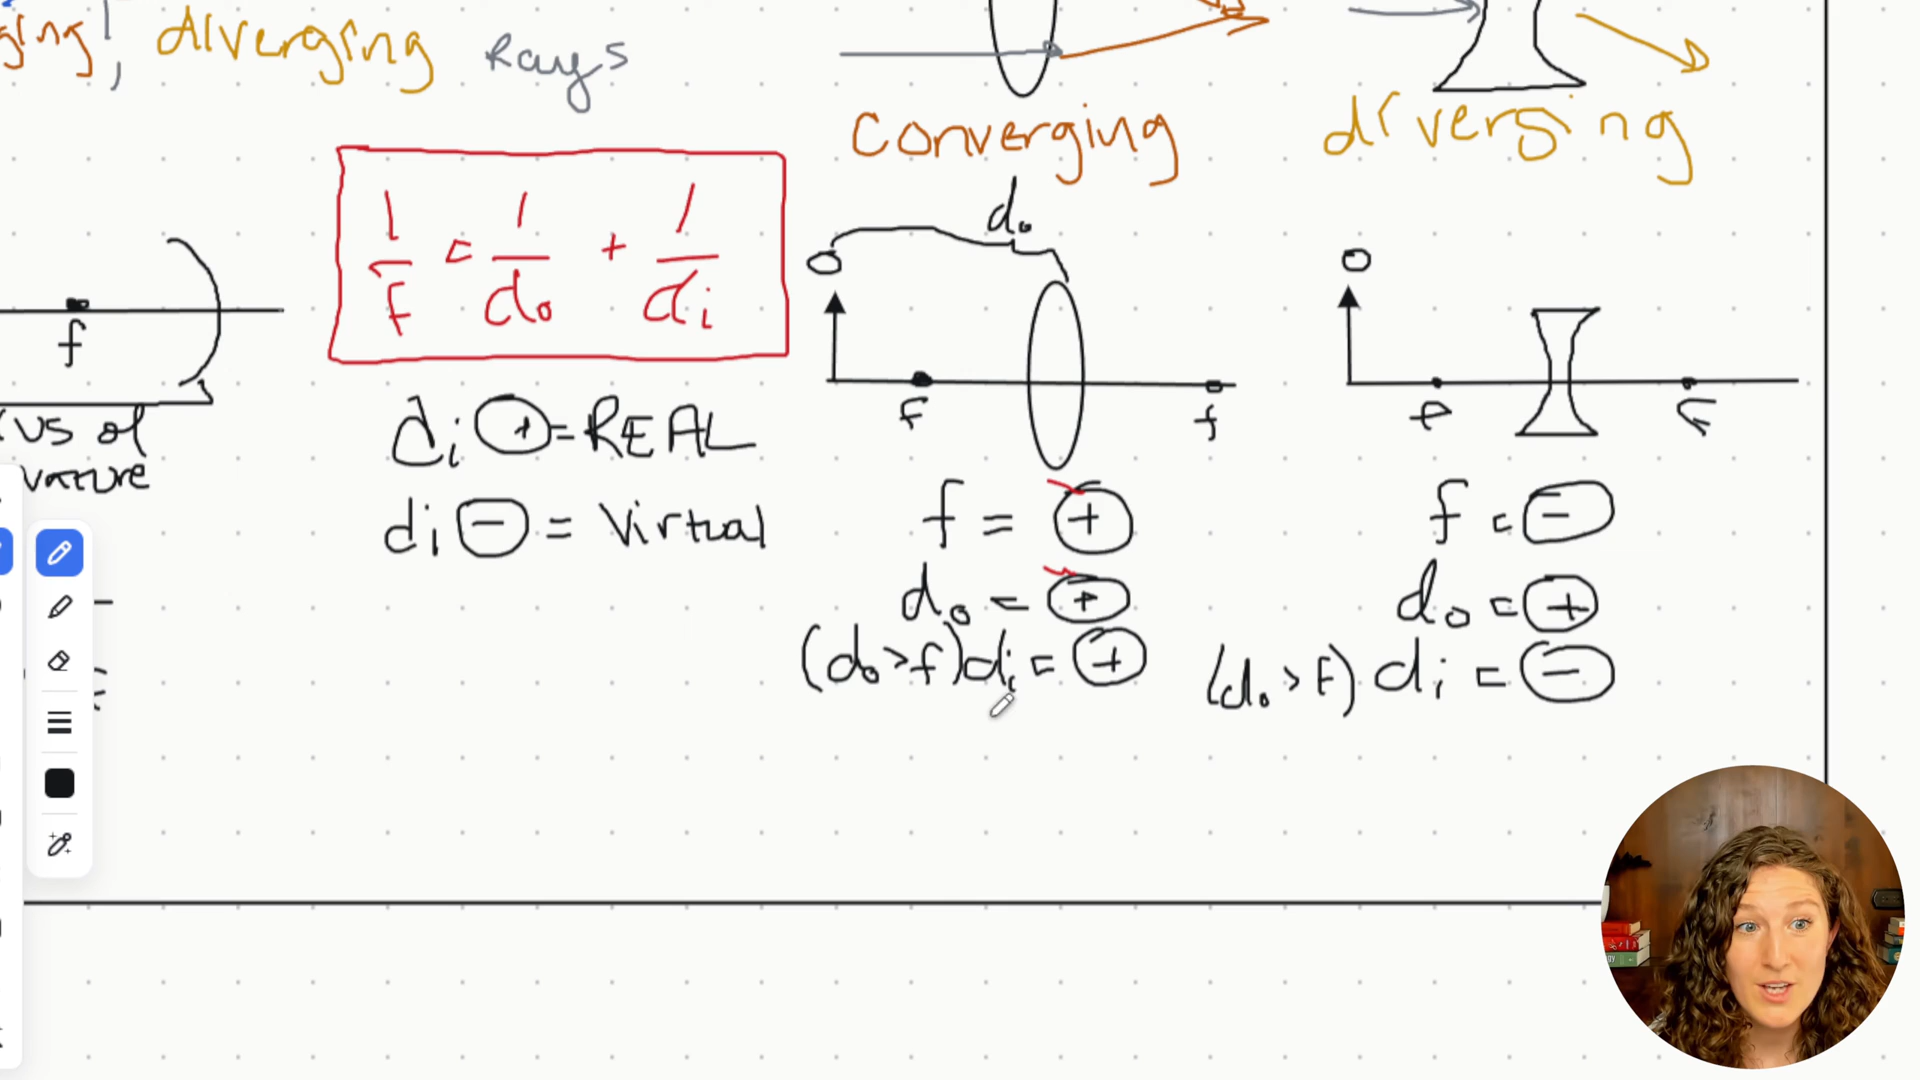 diverging Rays
Converging
diverging
1/f = 1/do + 1/di
do
O
O
f
f
f
f
di + = REAL
di - = Virtual
vature
f = +
do = +
(do > f) di = +
f = -
do = +
(do > f) di = -